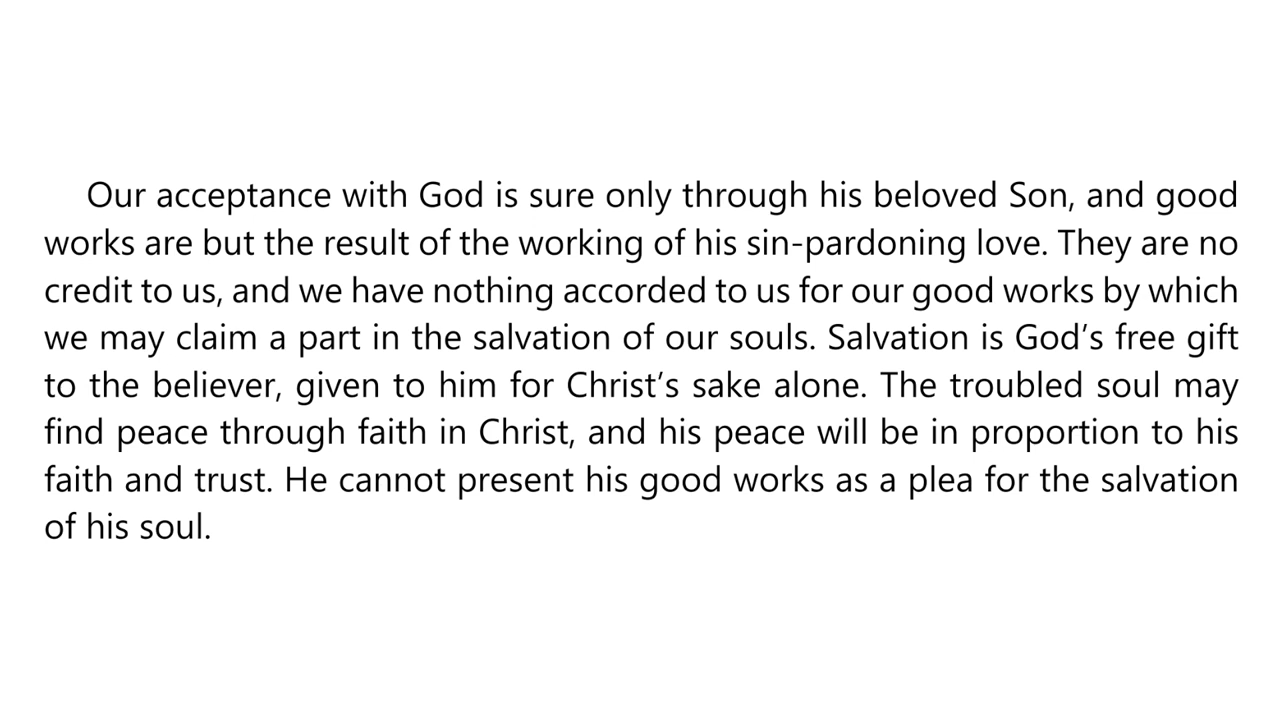 Our acceptance with God is sure only through his beloved Son, and good
works are but the result of the working of his sin-pardoning love. They are no
credit to us, and we have nothing accorded to us for our good works by which
we may claim a part in the salvation of our souls. Salvation is God’s free gift
to the believer, given to him for Christ’s sake alone. The troubled soul may
find peace through faith in Christ, and his peace will be in proportion to his
faith and trust. He cannot present his good works as a plea for the salvation
of his soul.